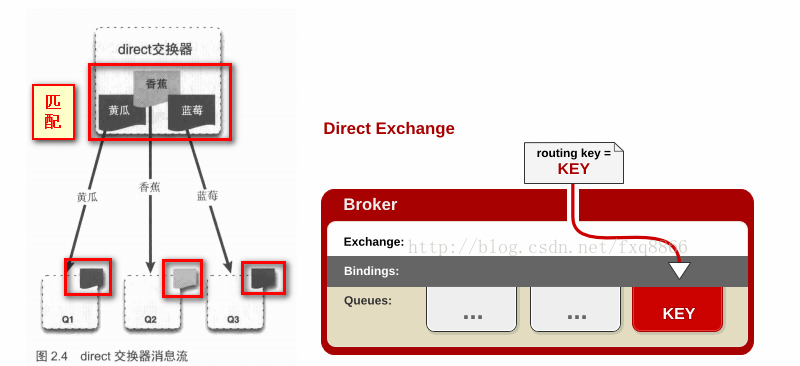 direct交换器
香蕉
黄瓜
蓝莓
匹
配
黄瓜
香蕉
蓝莓
Q1
Q2
Q3
图 2.4 direct 交换器消息流
Direct Exchange
routing key =
KEY
Broker
Exchange:
http://blog.csdn.net/fxq8866
Bindings:
Queues:
...
...
KEY